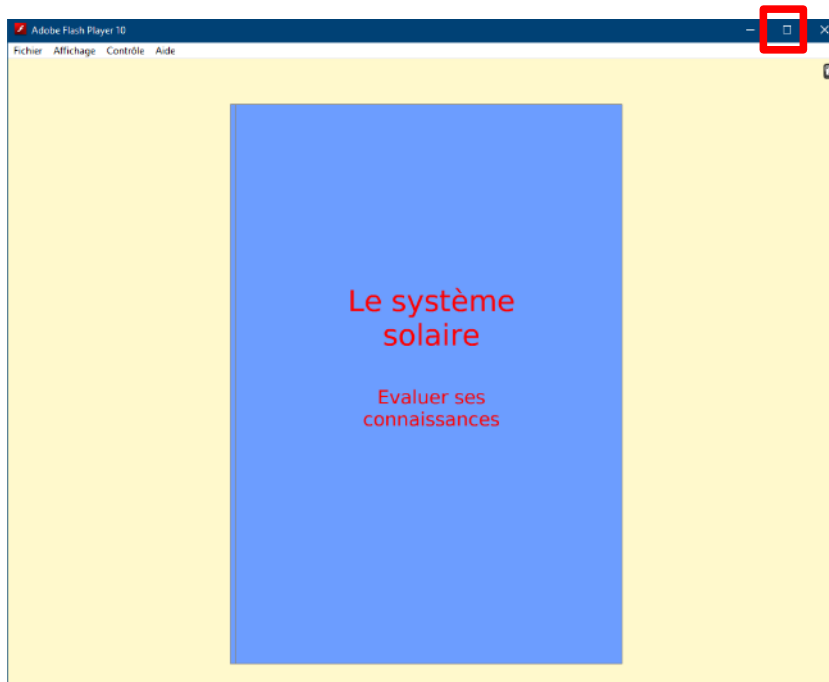 Adobe Flash Player 10
Fichier Affichage Contrôle Aide
Le système
solaire
Evaluer ses
connaissances